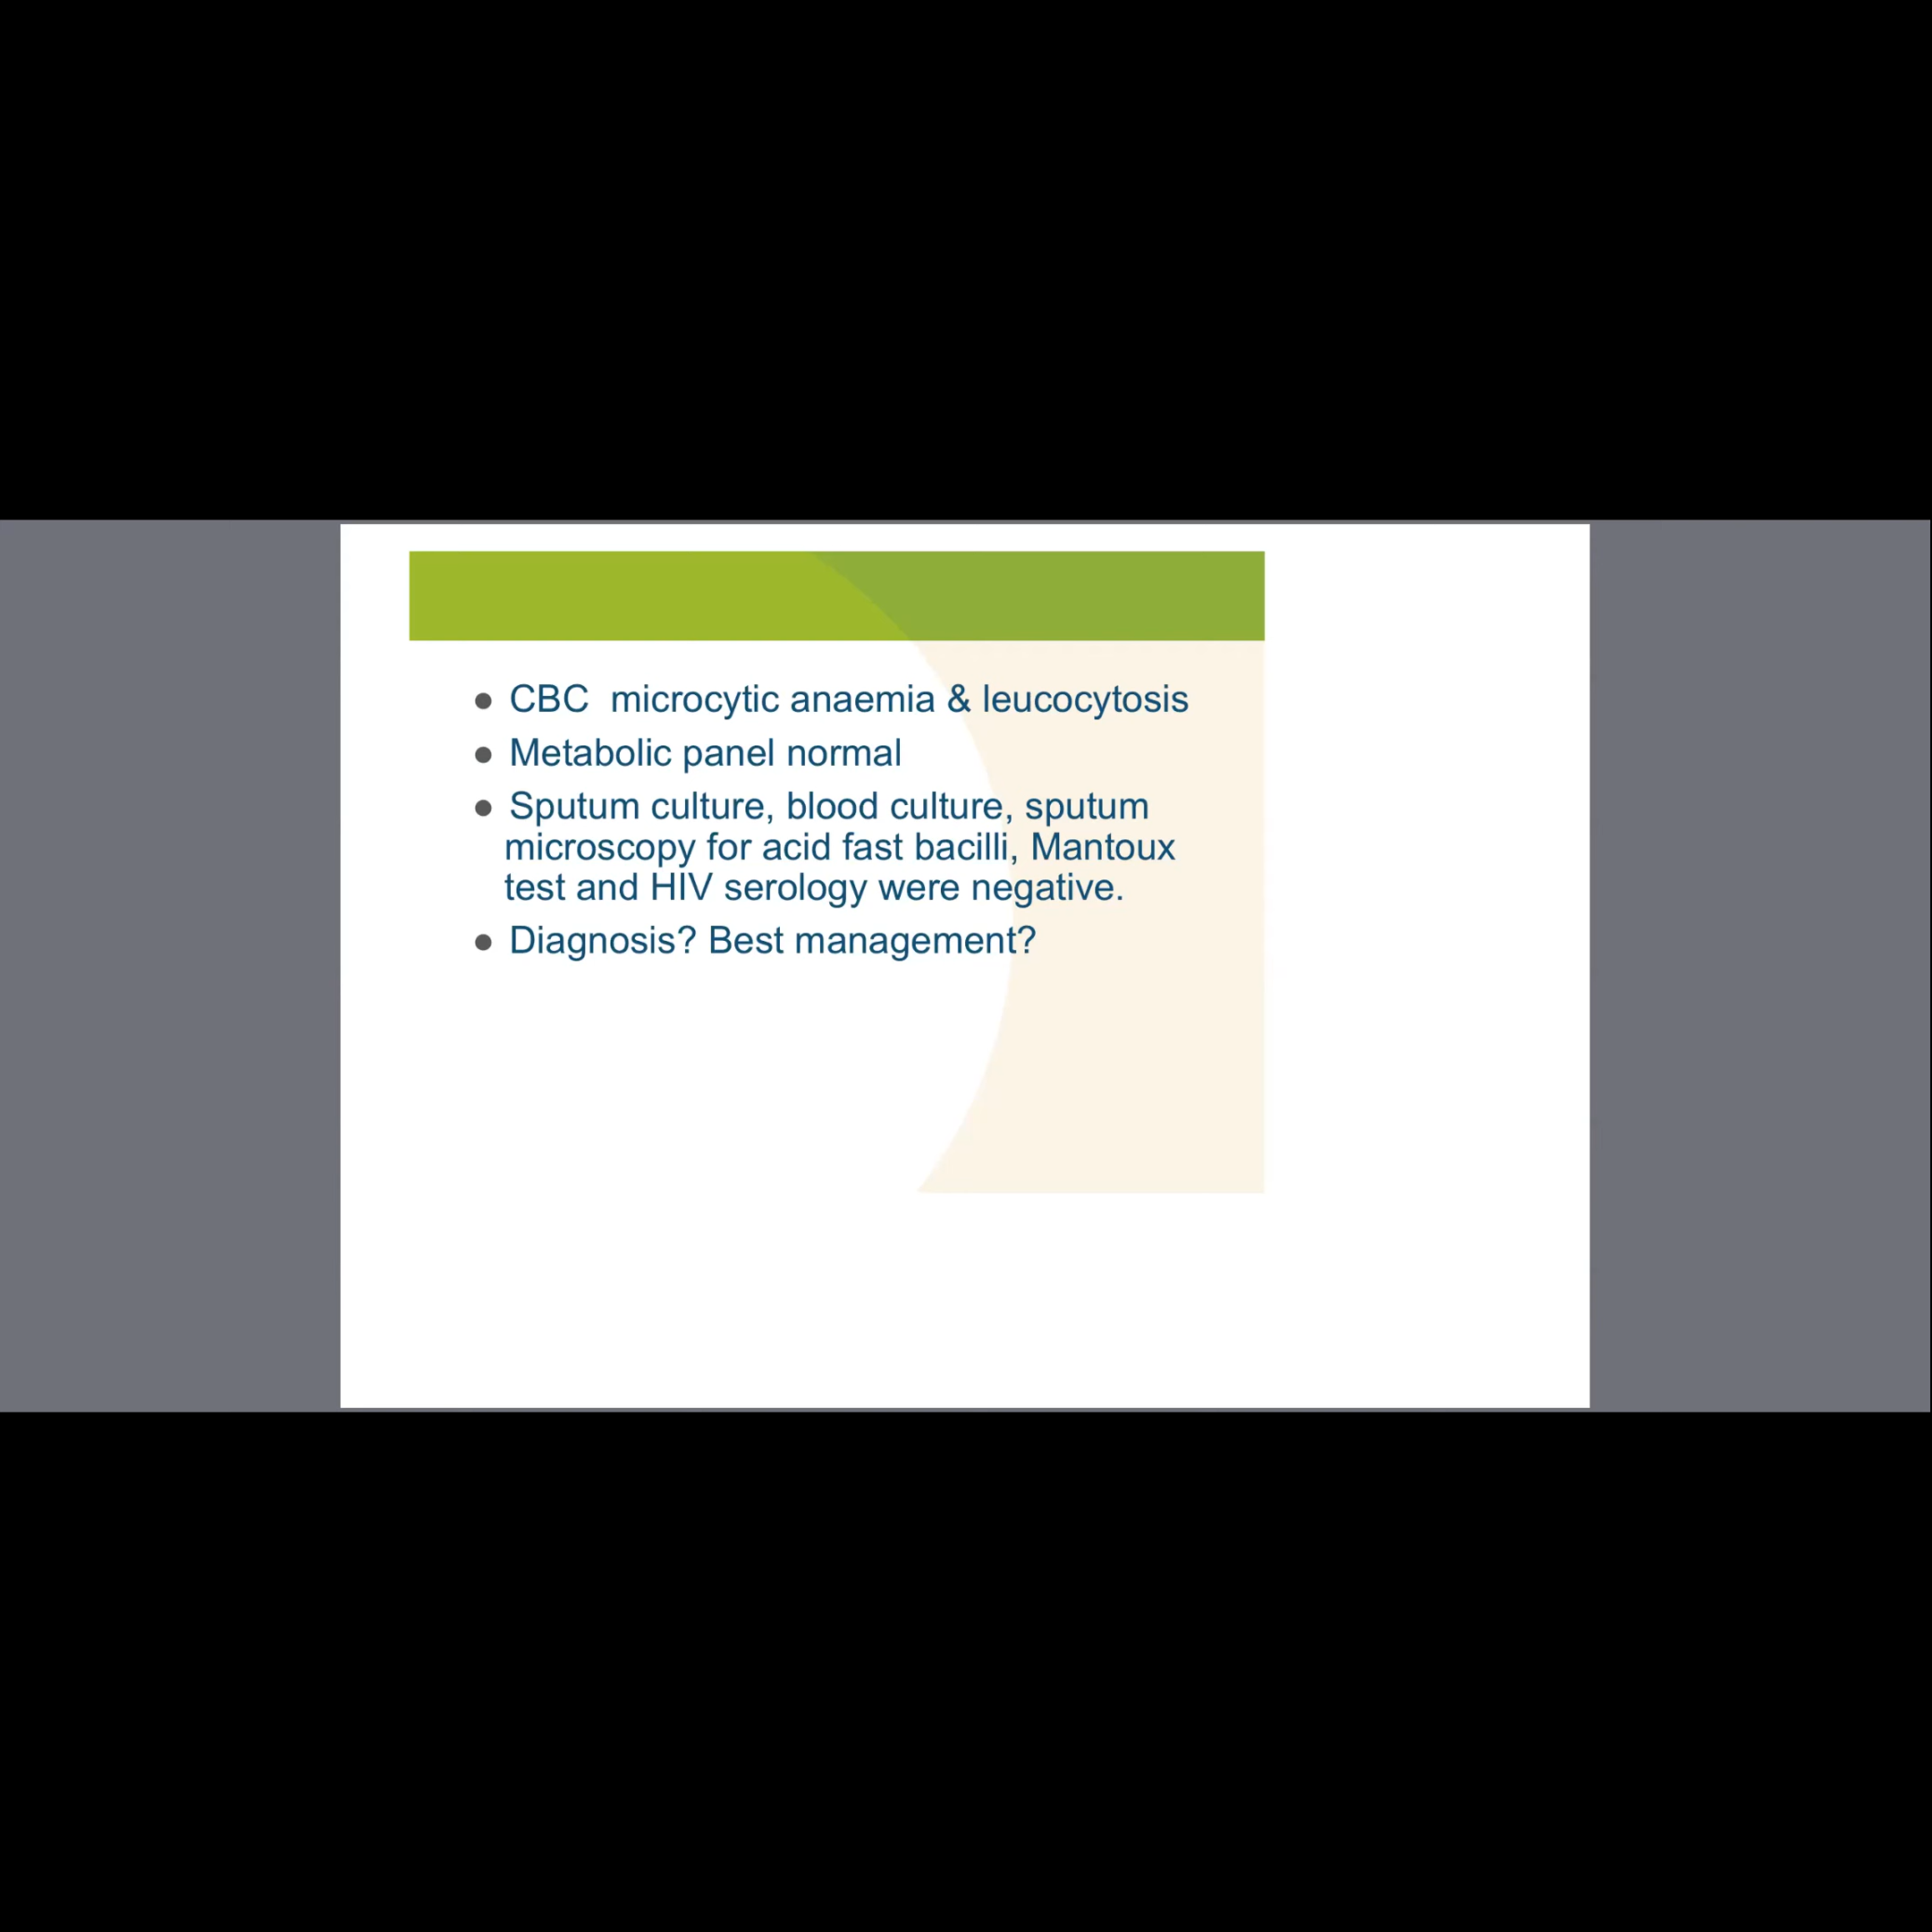 ● CBC  microcytic anaemia & leucocytosis
● Metabolic panel normal
● Sputum culture, blood culture, sputum
microscopy for acid fast bacilli, Mantoux
test and HIV serology were negative.
● Diagnosis? Best management?